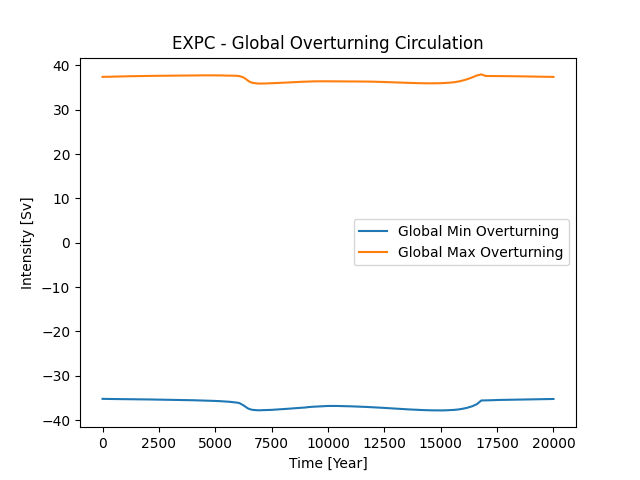 EXPC - Global Overturning Circulation
40
30
20
10
0
−10
−20
−30
−40
Intensity [Sv]
Global Min Overturning
Global Max Overturning
0 2500 5000 7500 10000 12500 15000 17500 20000
Time [Year]